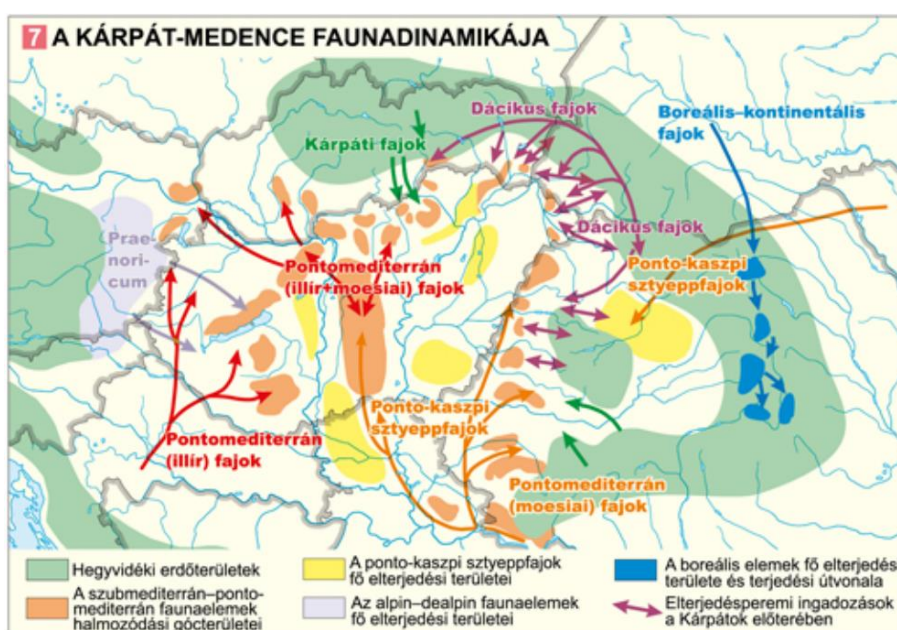 7 A KÁRPÁT-MEDENCE FAUNADINAMIKÁJA
Dácikus fajok
Boreális–kontinentális
fajok
Kárpáti fajok
Prae-
nori-
cum
Dácikus fajok
Pontomediterrán
(illír+moesiai) fajok
Ponto-kaszpi
sztyeppfajok
Ponto-kaszpi
sztyeppfajok
Pontomediterrán
(illír) fajok
Pontomediterrán
(moesiai) fajok
Hegyvidéki erdőterületek
A szubmediterrán–ponto-
mediterrán faunaelemek
halmozódási gócterületei
A ponto-kaszpi sztyeppfajok
fő elterjedési területei
Az alpin–dealpin faunaelemek
fő elterjedési területei
A boreális elemek fő elterjedés
területe és terjedési útvonala
Elterjedésperemi ingadozások
a Kárpátok előterében